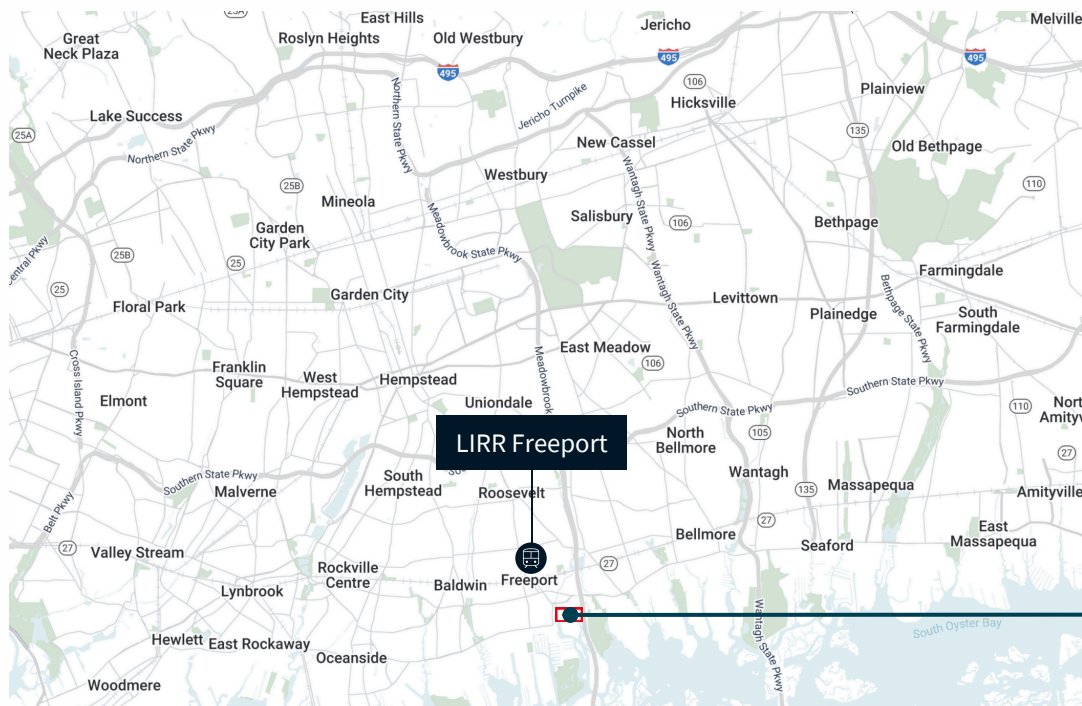 East Hills
Jericho
Melville
Great
Neck Plaza
Roslyn Heights
Old Westbury
495
495
495
25A
106
Hicksville
Plainview
Lake Success
Northern State Pkwy
Jericho Turnpike
25A
Northern State Pkwy
New Cassel
135
Old Bethpage
Westbury
Wantagh State Pkwy
110
25B
Mineola
Salisbury
106
Bethpage
Garden
City Park
Meadowbrook State Pkwy
Central Pkwy
25B
25
Wantagh State Pkwy
Farmingdale
25
Garden City
Levittown
Bethpage State Pkwy
Floral Park
Plainedge
South
Farmingdale
East Meadow
Meadowbrook
Cross Island Pkwy
Franklin
Square
West
Hempstead
Hempstead
106
Southern State Pkwy
Elmont
Uniondale
Southern State Pkwy
110
LIRR Freeport
North
Bellmore
105
27
Southern State Pkwy
Malverne
South
Hempstead
Roosevelt
Wantagh
135
Massapequa
Amityville
Belt Pkwy
27
East
Massapequa
27
Valley Stream
Bellmore
Seaford
Rockville
Centre
Baldwin
Freeport
27
Lynbrook
Wantagh State Pkwy
South Oyster Bay
Hewlett
East Rockaway
Oceanside
Woodmere